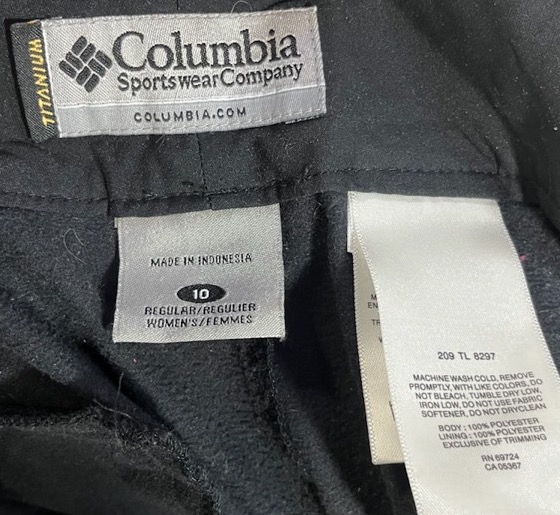 TITANIUM
Columbia
Sportswear Company
COLUMBIA.COM
MADE IN INDONESIA
10
REGULAR/REGULIER
WOMEN'S/FEMMES
209 TL 8297
MACHINE WASH COLD, REMOVE
PROMPTLY, WITH LIKE COLORS, DO
NOT BLEACH, TUMBLE DRY LOW,
IRON LOW, DO NOT USE FABRIC
SOFTENER, DO NOT DRYCLEAN
BODY : 100% POLYESTER
LINING : 100% POLYESTER
EXCLUSIVE OF TRIMMING
RN 69724
CA 05367